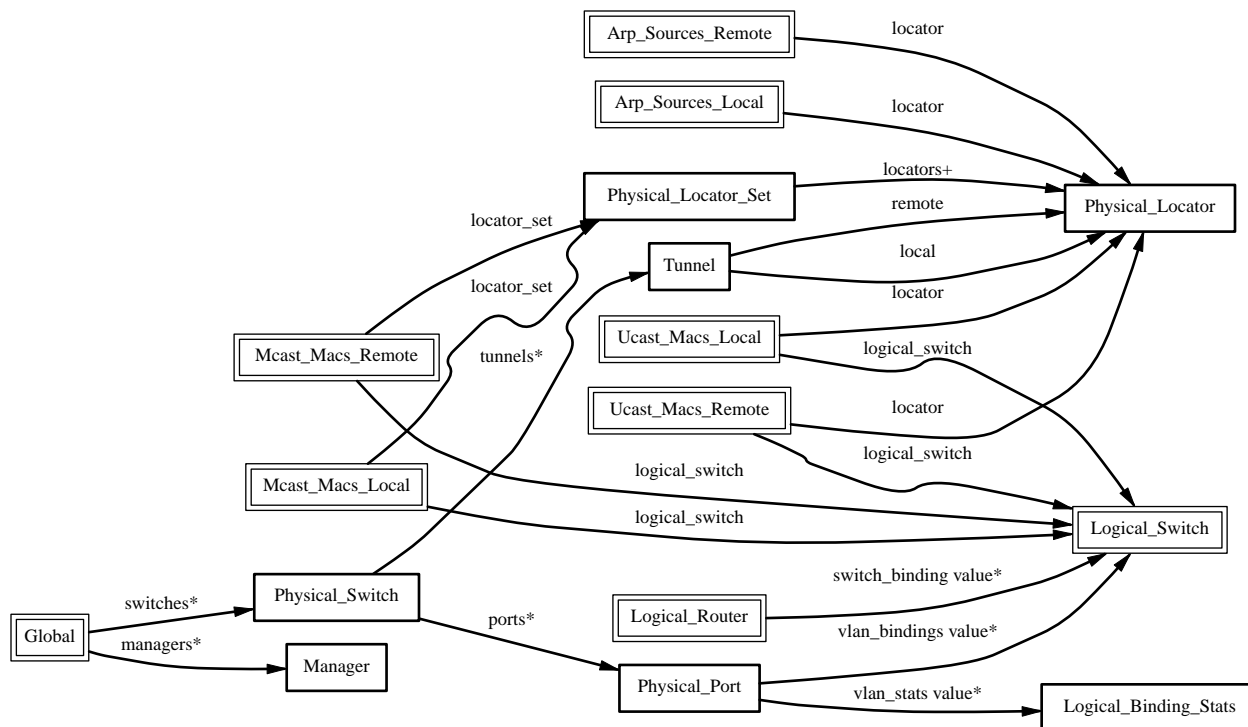 Arp_Sources_Remote
locator
Arp_Sources_Local
locator
Physical_Locator_Set
locators+
Physical_Locator
remote
locator_set
Tunnel
local
locator_set
locator
Mcast_Macs_Remote
tunnels*
Ucast_Macs_Local
logical_switch
Ucast_Macs_Remote
locator
logical_switch
Mcast_Macs_Local
logical_switch
logical_switch
Logical_Switch
Physical_Switch
switch_binding value*
switches*
Logical_Router
ports*
Global
vlan_bindings value*
managers*
Manager
Physical_Port
vlan_stats value*
Logical_Binding_Stats